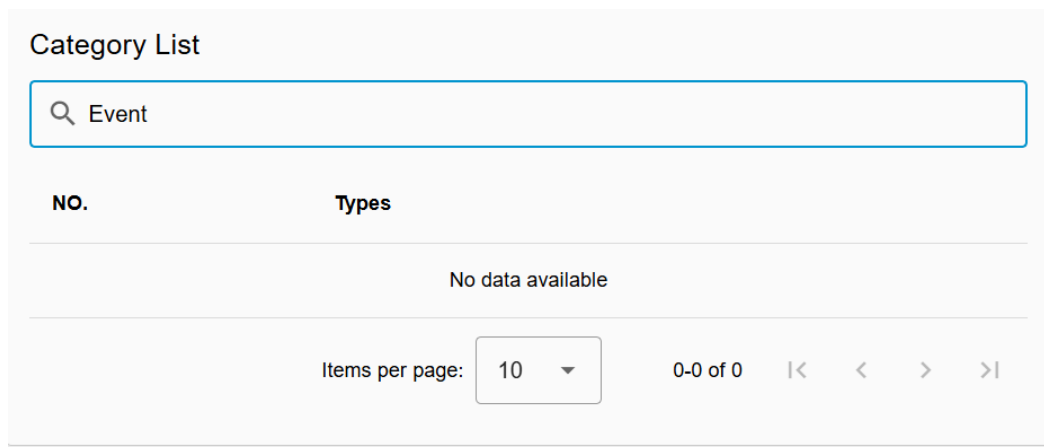 Category List
Event
NO. Types
No data available
Items per page: 10 0-0 of 0